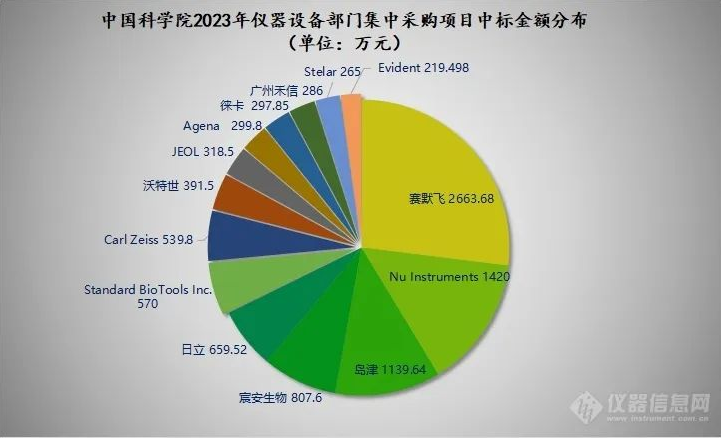 中国科学院2023年仪器设备部门集中采购项目中标金额分布
（单位：万元）
Stelar 265
Evident 219.498
广州禾信 286
徕卡 297.85
Agena 299.8
JEOL 318.5
沃特世 391.5
Carl Zeiss 539.8
Standard BioTools Inc.
570
日立 659.52
宸安生物 807.6
岛津 1139.64
Nu Instruments 1420
赛默飞 2663.68
仪器信息网
www.instrument.com.cn